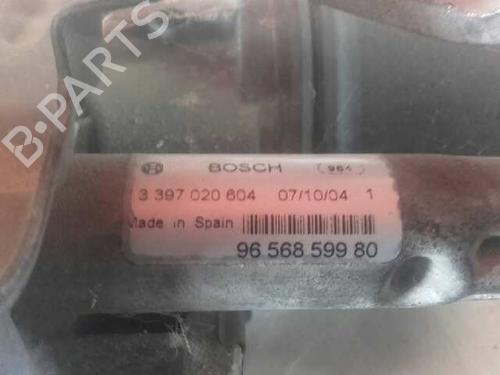 B-PARTS
BOSCH (984)
3 397 020 604 07/10/04 1
Made in Spain
96 568 599 80